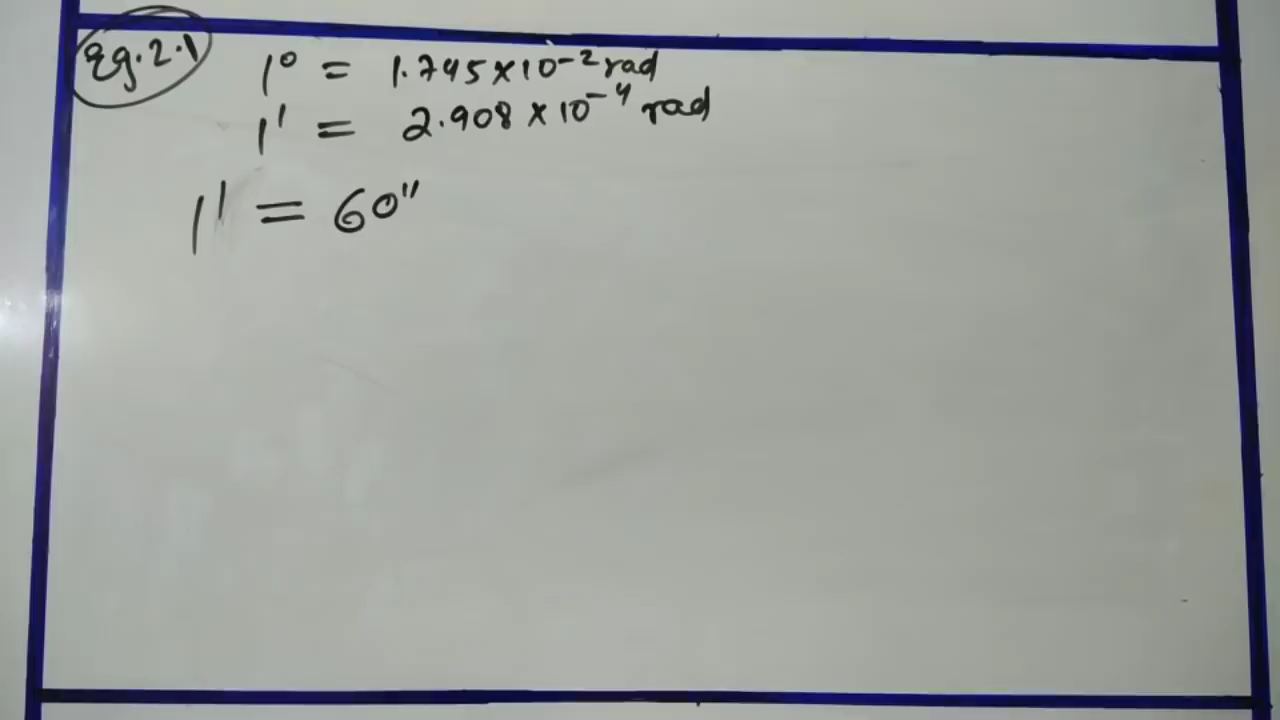 Eg. 2.1
1° = 1.745 × 10⁻² rad
1' = 2.908 × 10⁻⁴ rad
1' = 60"